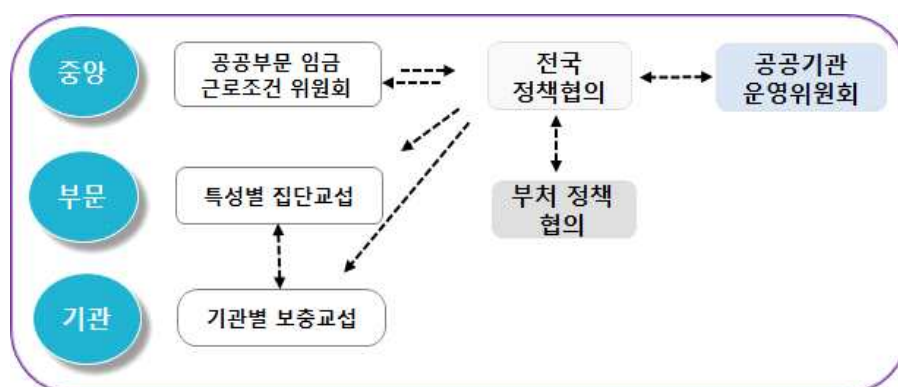 중앙
공공부문 임금
근로조건 위원회
전국
정책협의
공공기관
운영위원회
부문
특성별 집단교섭
부처 정책
협의
기관
기관별 보충교섭